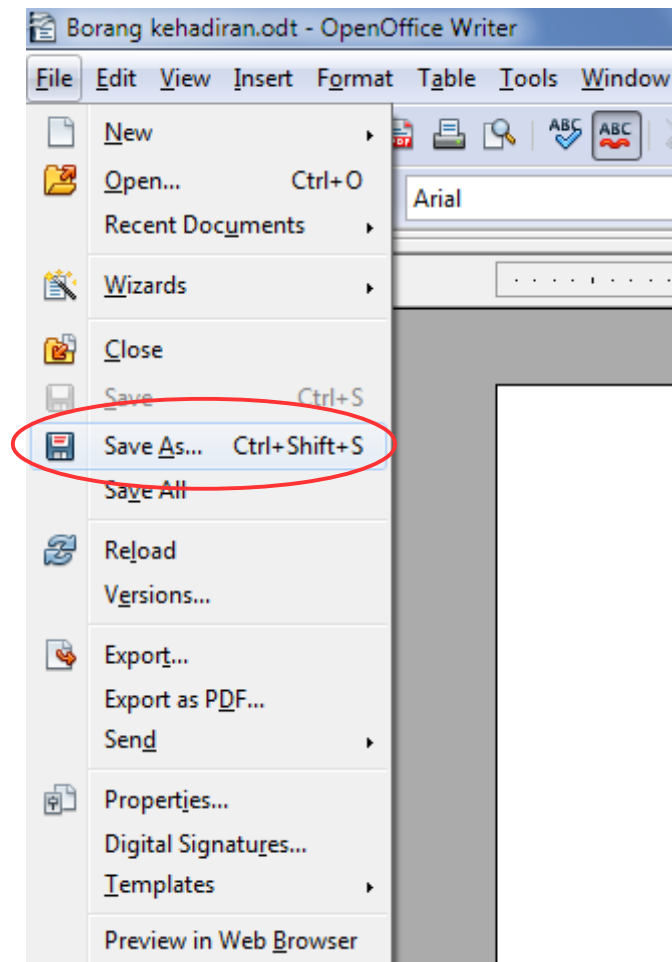 Borang kehadiran.odt - OpenOffice Writer
File Edit View Insert Format Table Tools Window
New
ABC ABC
Open... Ctrl+O
Arial
Recent Documents
Wizards
Close
Save Ctrl+S
Save As... Ctrl+Shift+S
Save All
Reload
Versions...
Export...
Export as PDF...
Send
Properties...
Digital Signatures...
Templates
Preview in Web Browser